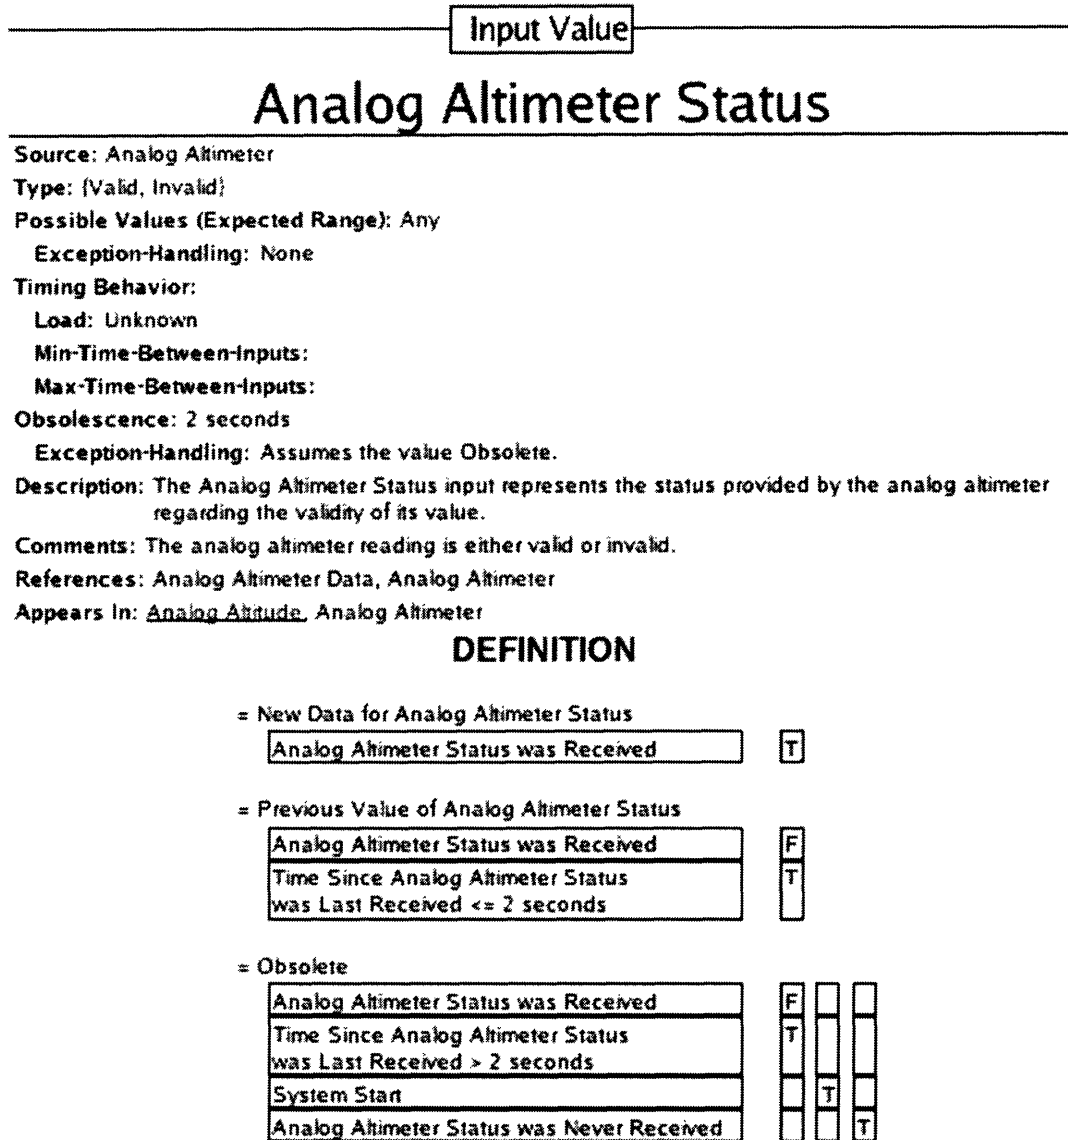 Input Value
Analog Altimeter Status
Source: Analog Altimeter
Type: {Valid, Invalid}
Possible Values (Expected Range): Any
Exception-Handling: None
Timing Behavior:
Load: Unknown
Min-Time-Between-Inputs:
Max-Time-Between-Inputs:
Obsolescence: 2 seconds
Exception-Handling: Assumes the value Obsolete.
Description: The Analog Altimeter Status input represents the status provided by the analog altimeter
regarding the validity of its value.
Comments: The analog altimeter reading is either valid or invalid.
References: Analog Altimeter Data, Analog Altimeter
Appears In: Analog Altitude, Analog Altimeter
DEFINITION
= New Data for Analog Altimeter Status
Analog Altimeter Status was Received T
= Previous Value of Analog Altimeter Status
Analog Altimeter Status was Received F
Time Since Analog Altimeter Status T
was Last Received <= 2 seconds
= Obsolete
Analog Altimeter Status was Received F
Time Since Analog Altimeter Status T
was Last Received > 2 seconds
System Start T
Analog Altimeter Status was Never Received T